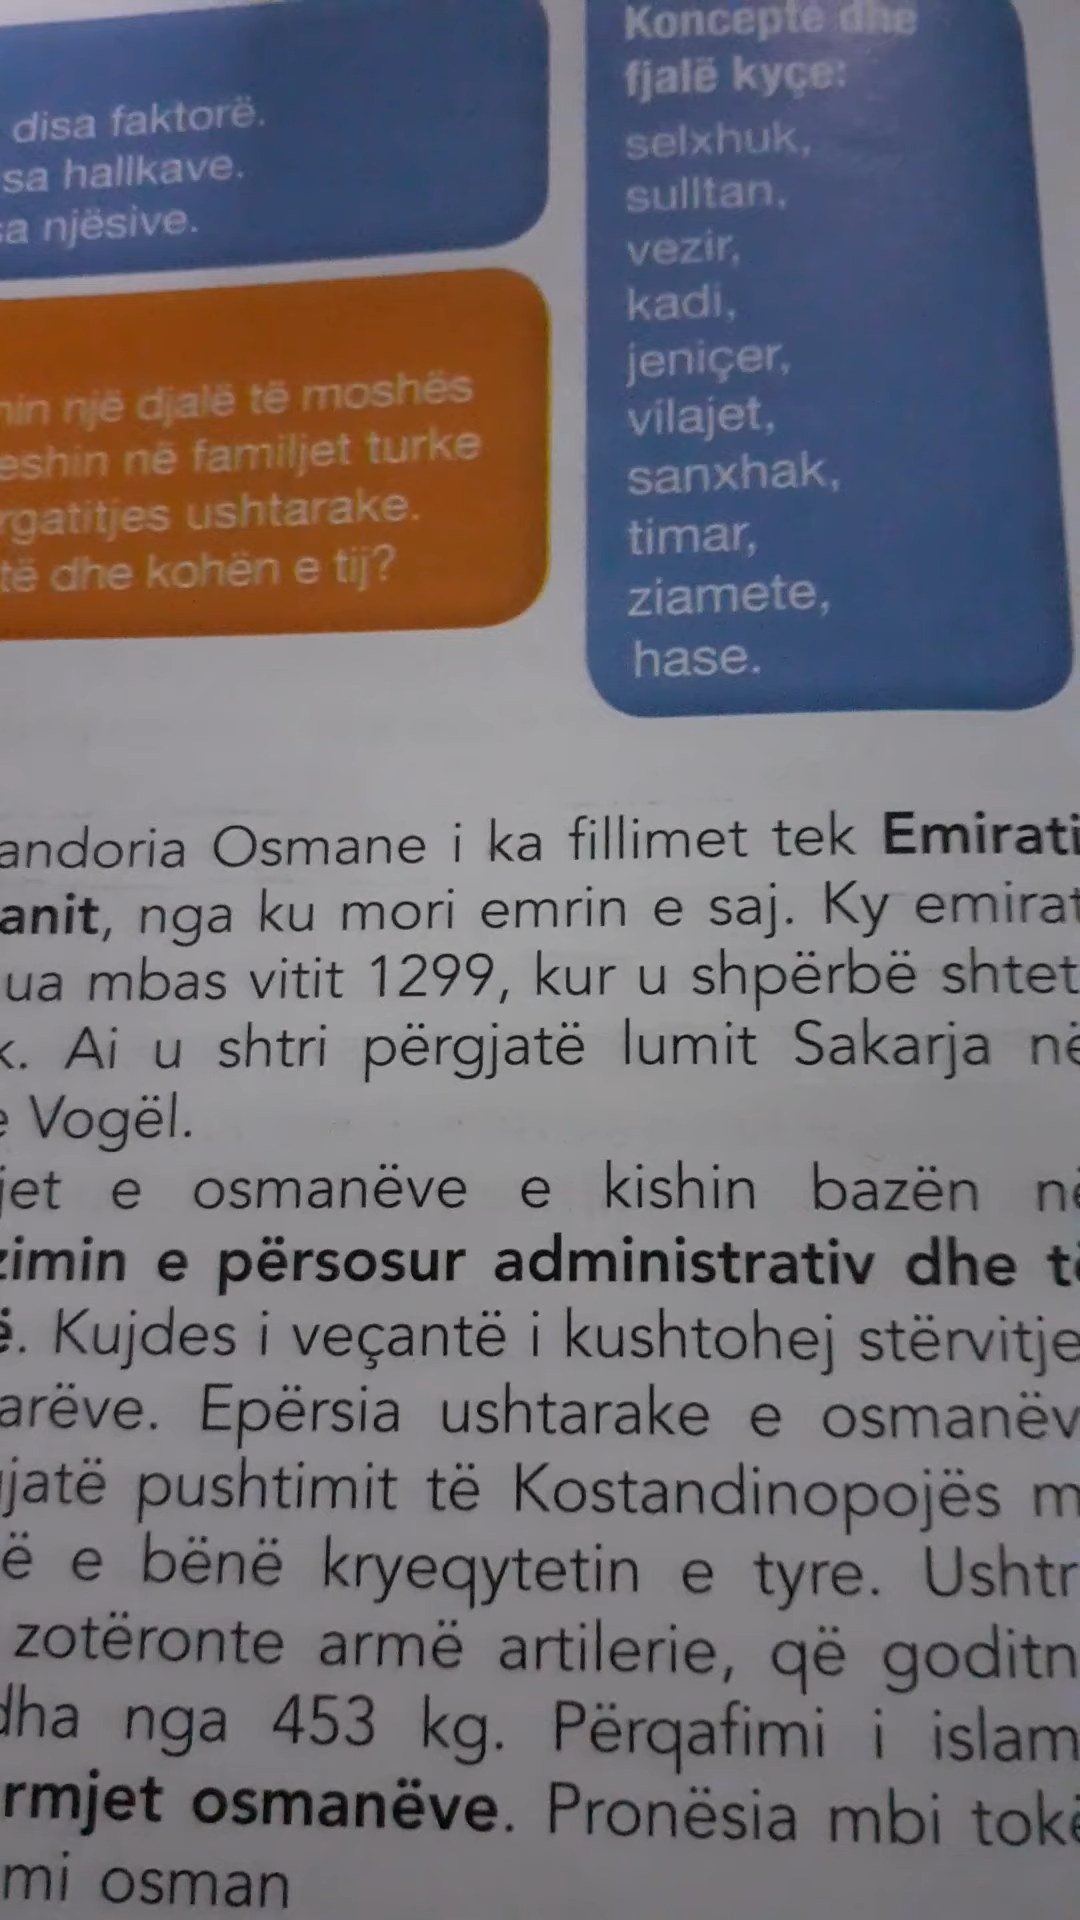 disa faktorë.
sa hallkave.
sa njësive.
një djalë të moshës
në familjet turke
ushtarake.
të dhe kohën e tij?
Koncepte dhe
fjalë kyçe:
selxhuk,
sulltan,
vezir,
kadi,
jeniçer,
vilajet,
sanxhak,
timar,
ziamete,
hase.
andoria Osmane i ka fillimet tek Emirati
anit, nga ku mori emrin e saj. Ky emirat
ua mbas vitit 1299, kur u shpërbë shtet
k. Ai u shtri përgjatë lumit Sakarja në
e Vogël.
jet e osmanëve e kishin bazën në
zimin e përsosur administrativ dhe të
ë. Kujdes i veçantë i kushtohej stërvitje
arëve. Epërsia ushtarake e osmanëv
jatë pushtimit të Kostandinopojës m
ë e bënë kryeqytetin e tyre. Ushtr
zotëronte armë artilerie, që goditn
dha nga 453 kg. Përqafimi i islam
rmjet osmanëve. Pronësia mbi tokë
mi osman